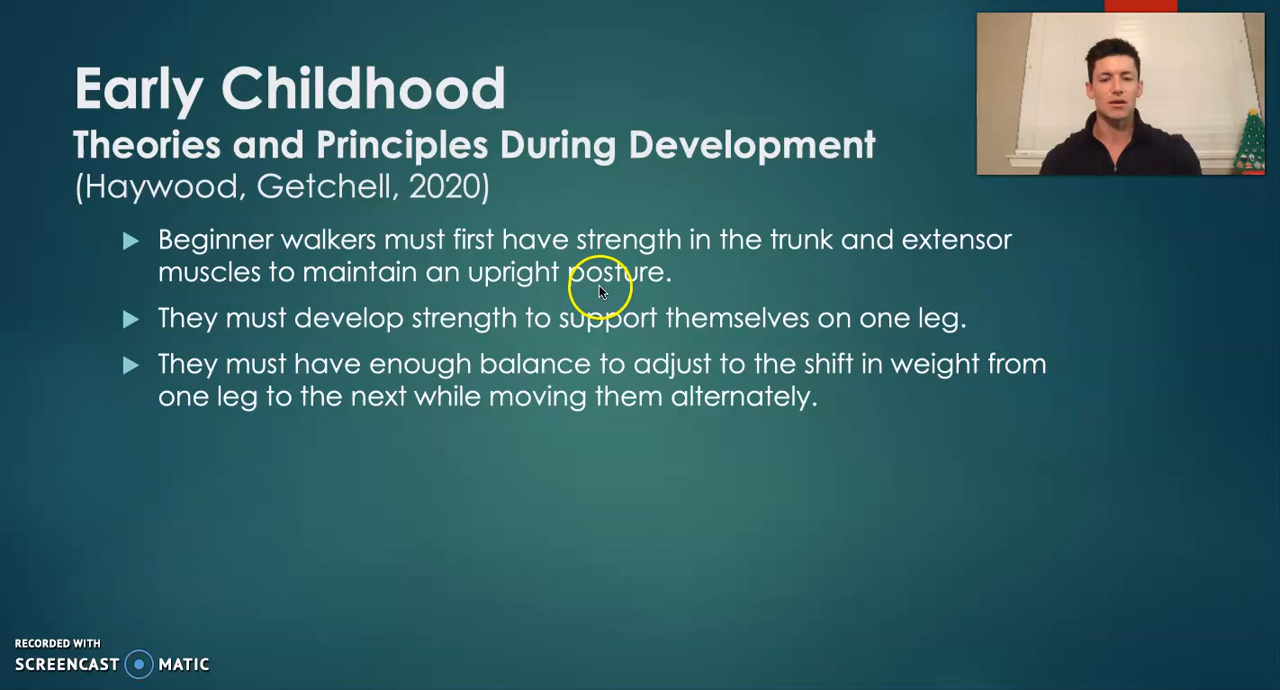 Early Childhood
Theories and Principles During Development
(Haywood, Getchell, 2020)
Beginner walkers must first have strength in the trunk and extensor
muscles to maintain an upright posture.
They must develop strength to support themselves on one leg.
They must have enough balance to adjust to the shift in weight from
one leg to the next while moving them alternately.
RECORDED WITH
SCREENCAST MATIC